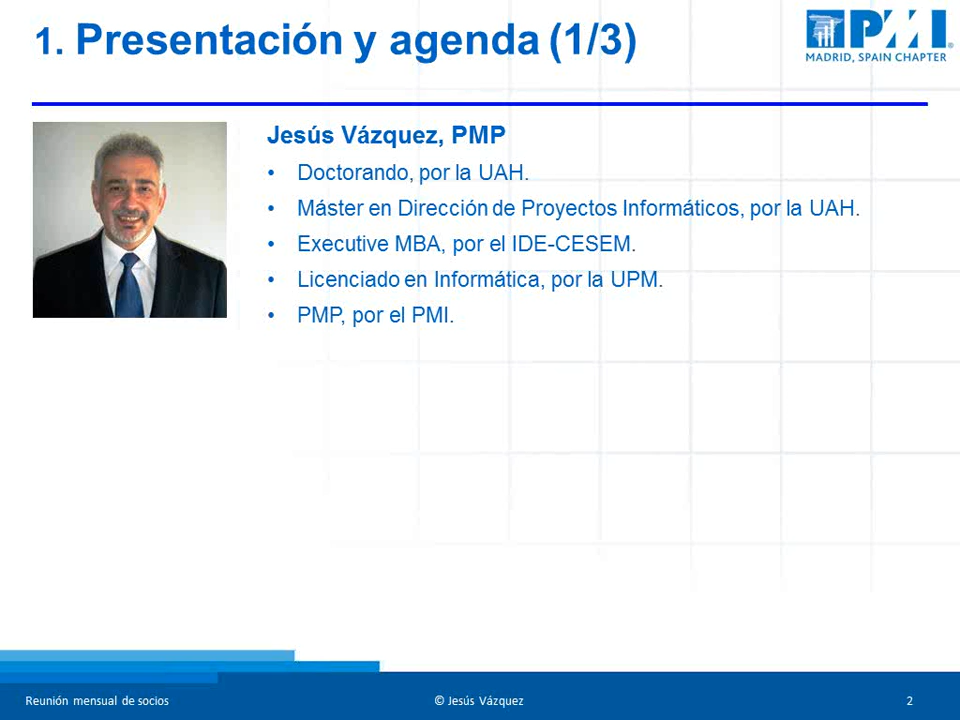 1. Presentación y agenda (1/3)
PMI
MADRID, SPAIN CHAPTER
Jesús Vázquez, PMP
• Doctorando, por la UAH.
• Máster en Dirección de Proyectos Informáticos, por la UAH.
• Executive MBA, por el IDE-CESEM.
• Licenciado en Informática, por la UPM.
• PMP, por el PMI.
Reunión mensual de socios
© Jesús Vázquez
2